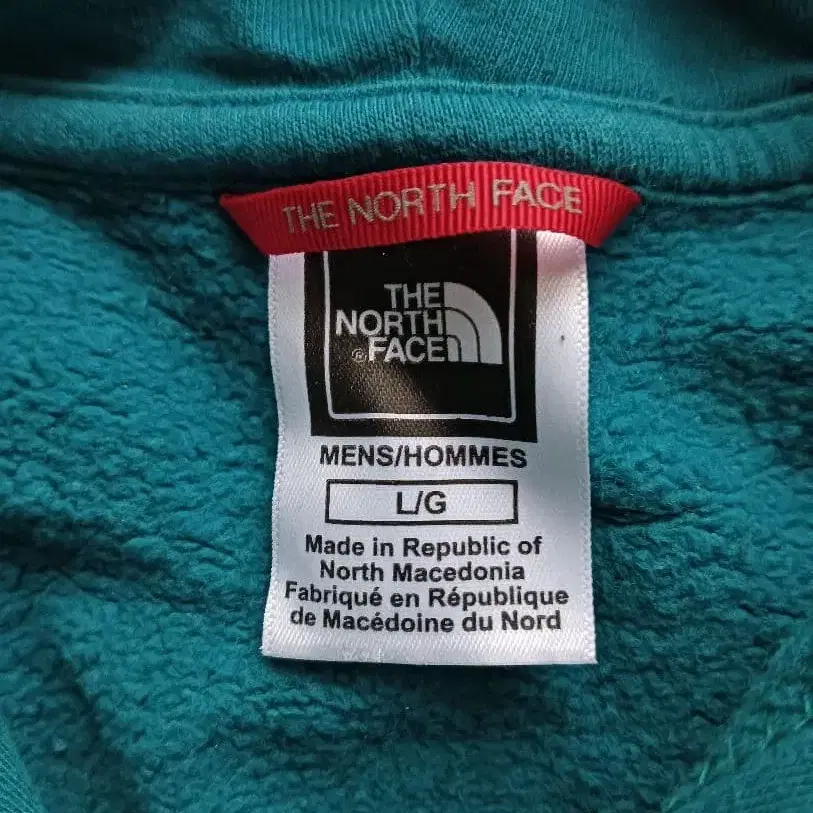 THE NORTH FACE
THE
NORTH
®FACE
MENS/HOMMES
L/G
Made in Republic of
North Macedonia
Fabriqué en République
de Macédoine du Nord